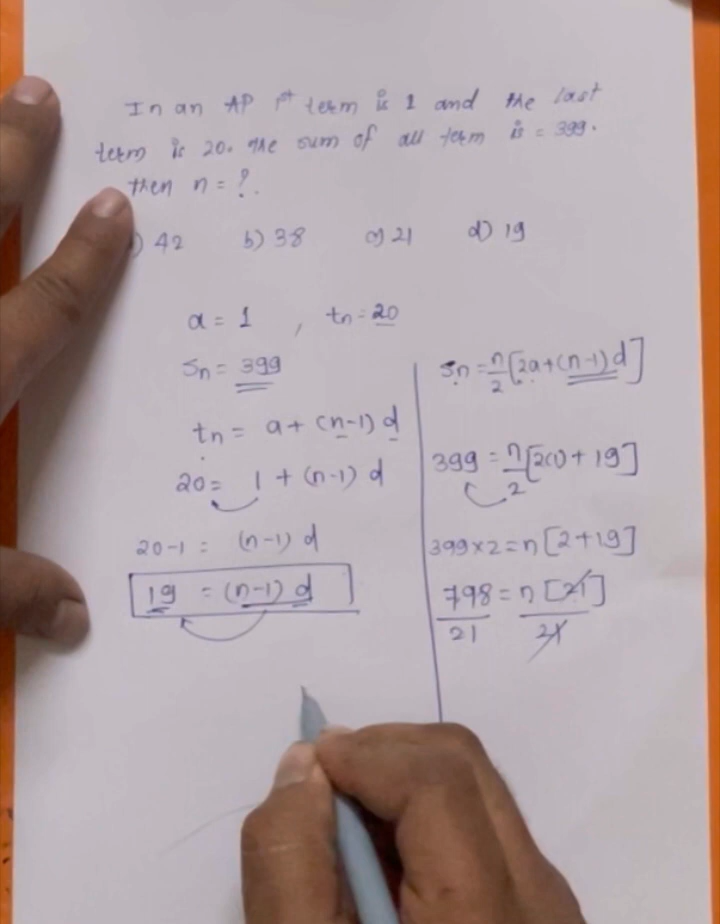 In an AP 1st term is 1 and the last
term is 20. The sum of all term is = 399.
then n = ?.
) 42 b) 38 c) 21 d) 19
a = 1 , tn = 20
Sn = 399
tn = a + (n-1) d
20 = 1 + (n-1) d
20-1 = (n-1) d
19 = (n-1) d
Sn = n/2 [2a+(n-1)d]
399 = n/2 [2(1) + 19]
399×2 = n [2+19]
798/21 = n [21]/21